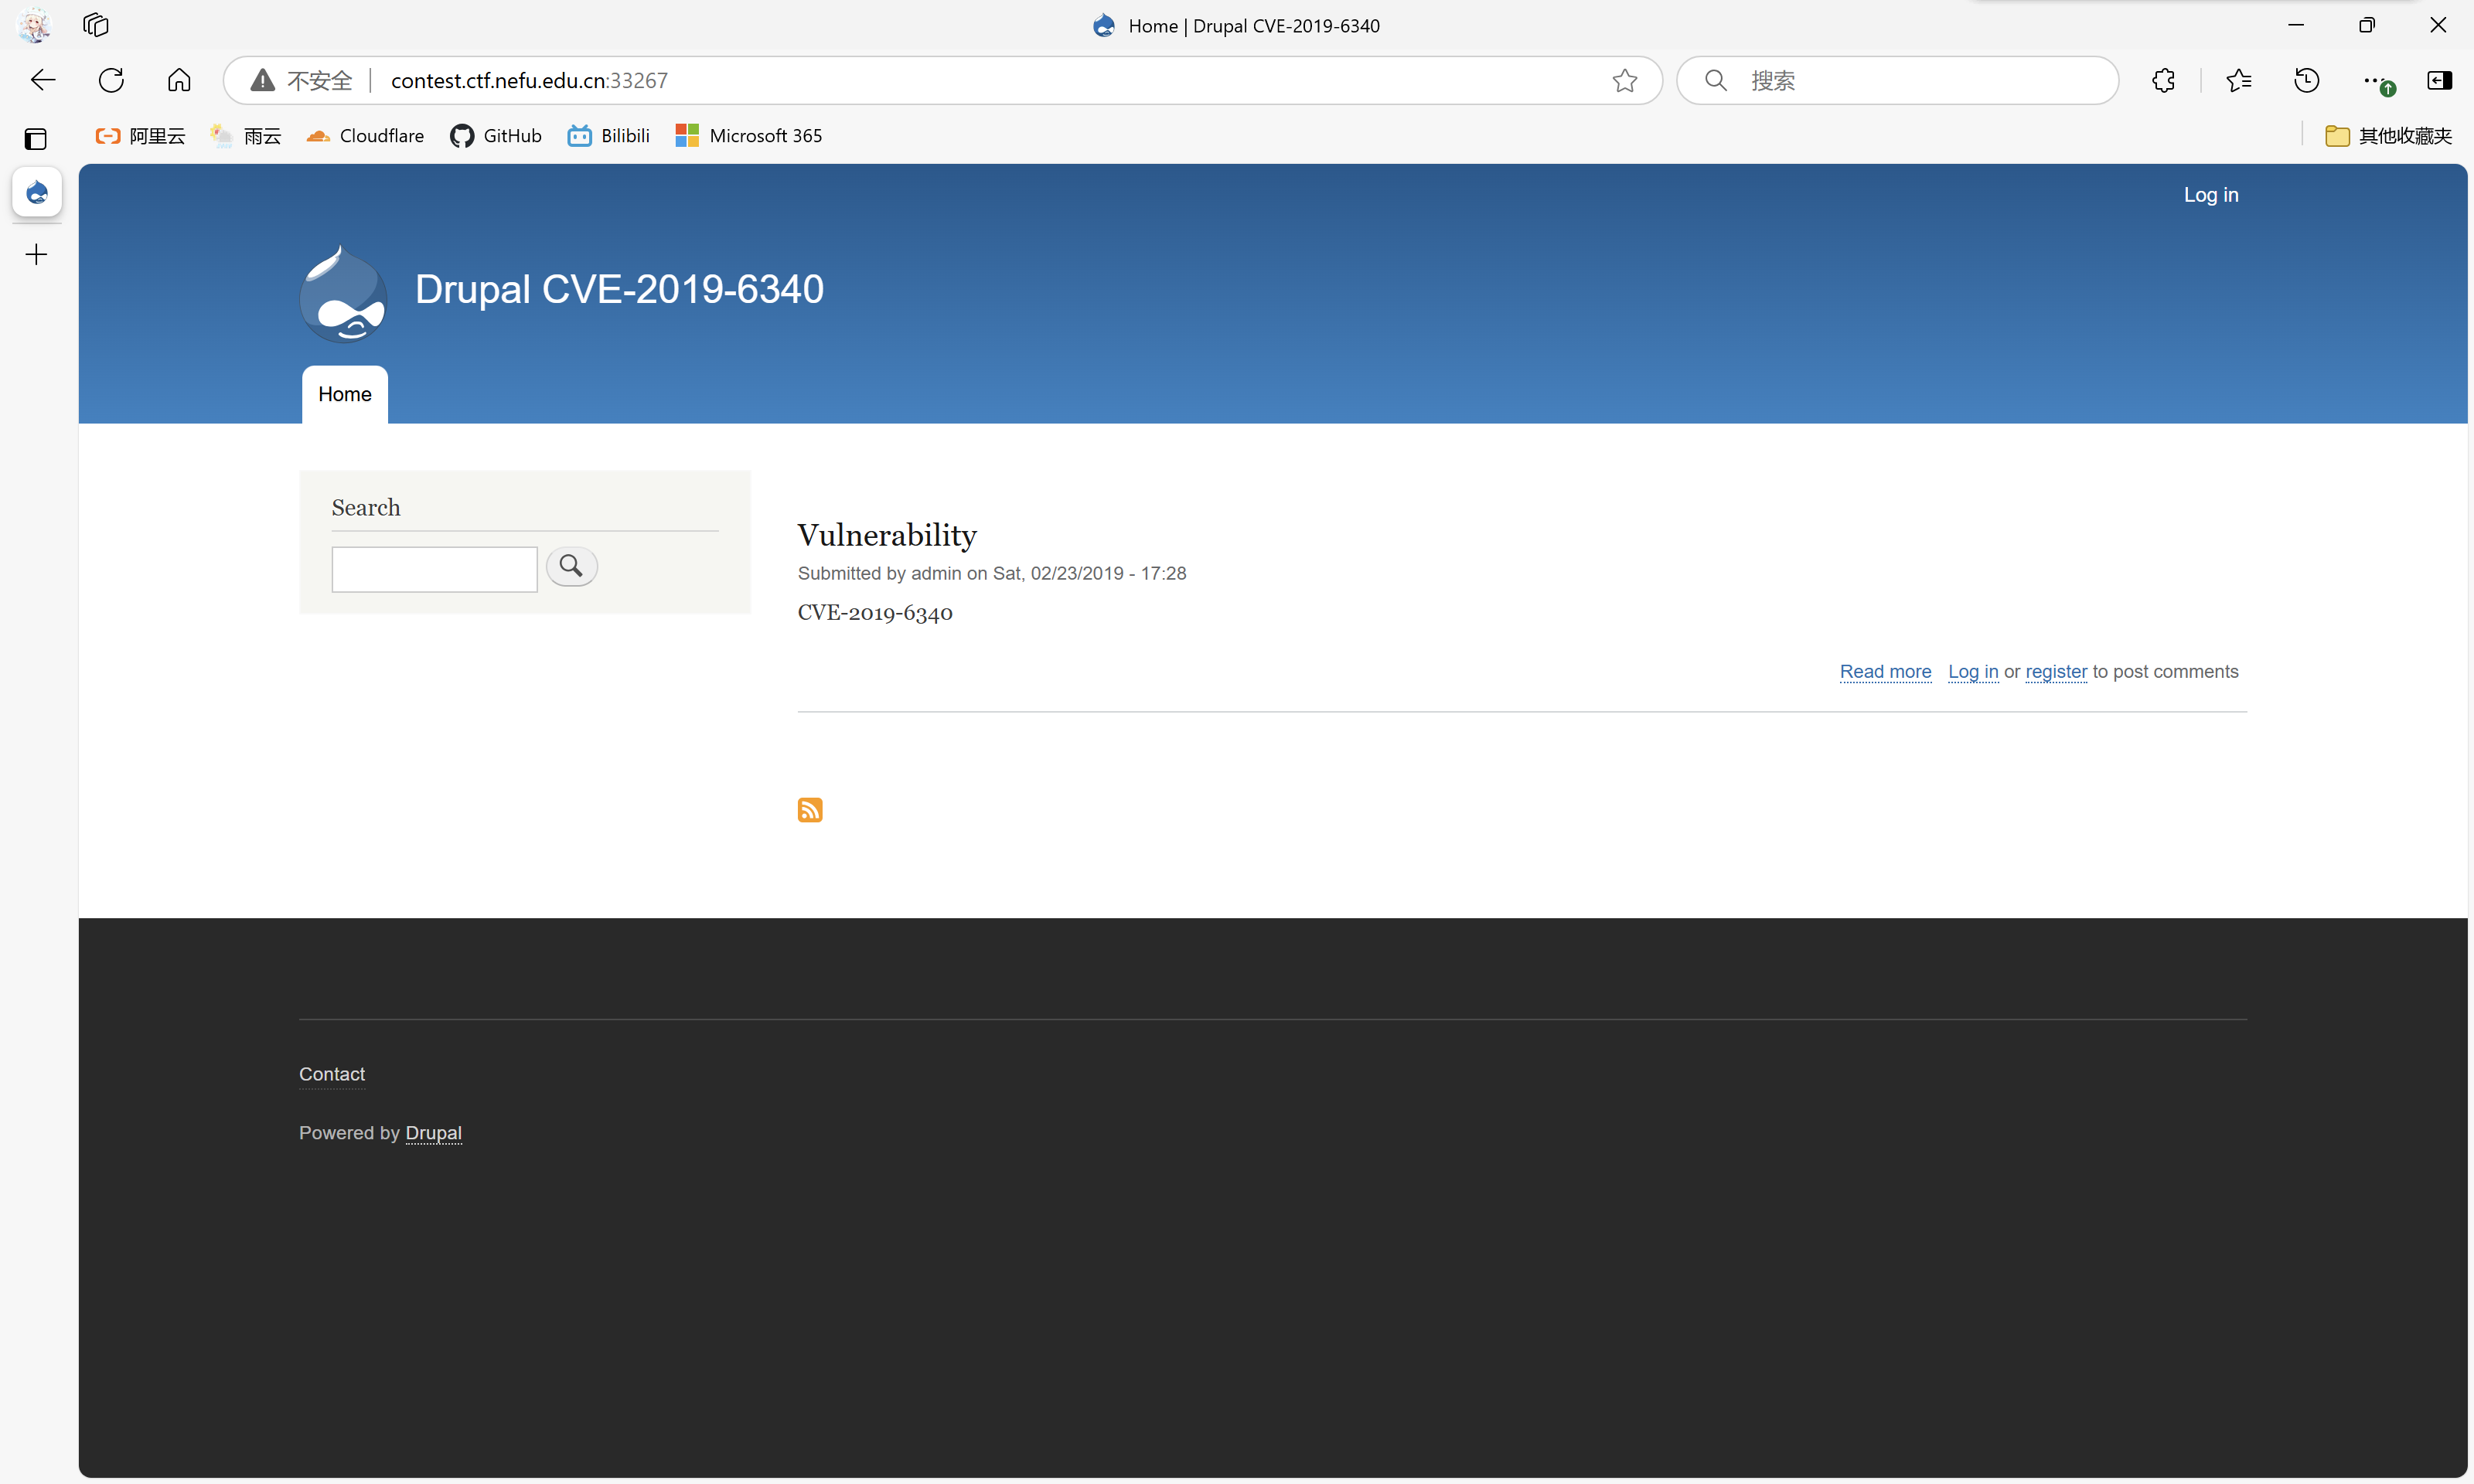 Home | Drupal CVE-2019-6340
不安全 contest.ctf.nefu.edu.cn:33267 搜索
阿里云 雨云 Cloudflare GitHub Bilibili Microsoft 365 其他收藏夹
Log in
Drupal CVE-2019-6340
Home
Search
Vulnerability
Submitted by admin on Sat, 02/23/2019 - 17:28
CVE-2019-6340
Read more Log in or register to post comments
Contact
Powered by Drupal